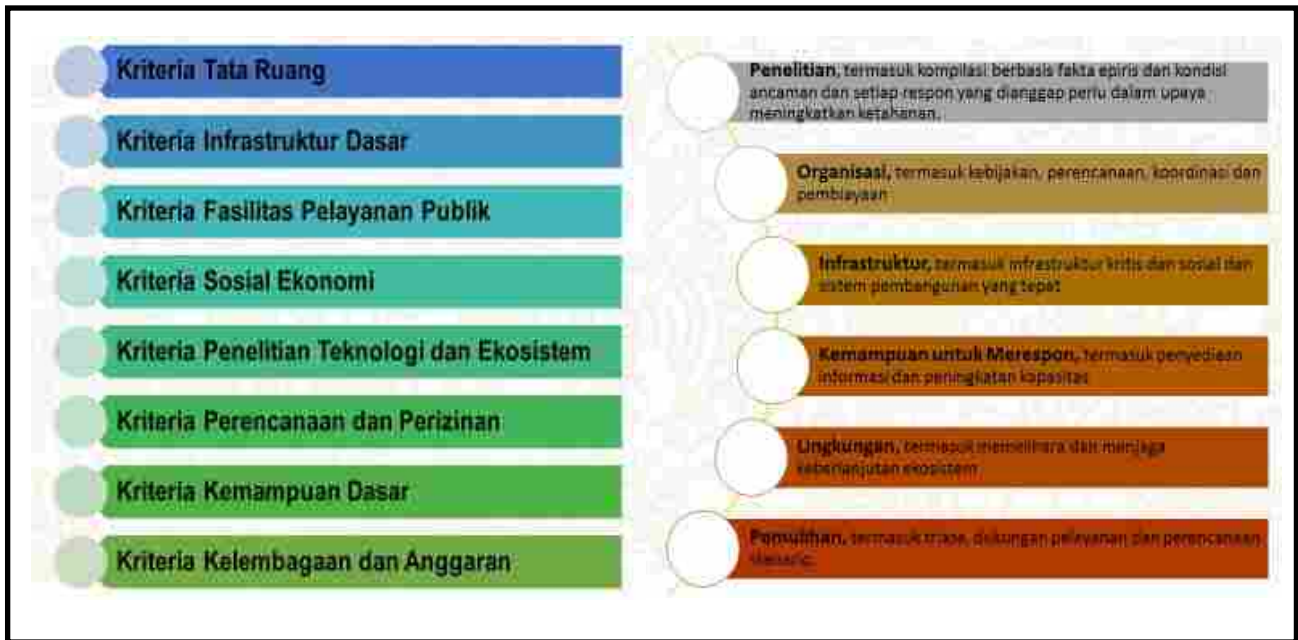 Kriteria Tata Ruang
Kriteria Infrastruktur Dasar
Kriteria Fasilitas Pelayanan Publik
Kriteria Sosial Ekonomi
Kriteria Penelitian Teknologi dan Ekosistem
Kriteria Perencanaan dan Perizinan
Kriteria Kemampuan Dasar
Kriteria Kelembagaan dan Anggaran
Penelitian, termasuk kompilasi berbasis fakta epiris dan kondisi
ancaman dan setiap respon yang dianggap perlu dalam upaya
meningkatkan ketahanan.
Organisasi, termasuk kebijakan, perencanaan, koordinasi dan
pembiayaan
Infrastruktur, termasuk infrastruktur kritis dan sosial dan
sistem pembangunan yang tepat
Kemampuan untuk Merespon, termasuk penyediaan
informasi dan peningkatan kapasitas
Lingkungan, termasuk memelihara dan menjaga
keberlanjutan ekosistem
Pemulihan, termasuk dukungan pelayanan dan perencanaan